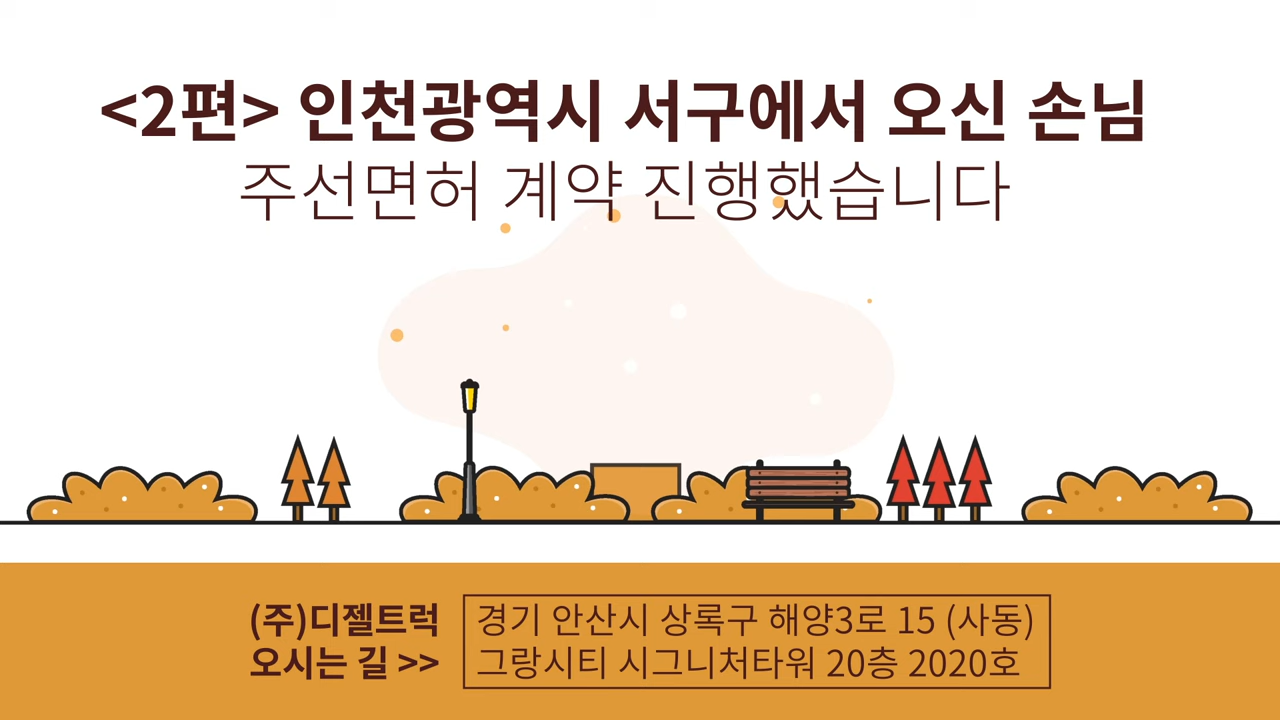 <2편> 인천광역시 서구에서 오신 손님
주선면허 계약 진행했습니다
(주)디젤트럭
오시는 길 >>
경기 안산시 상록구 해양3로 15 (사동)
그랑시티 시그니처타워 20층 2020호